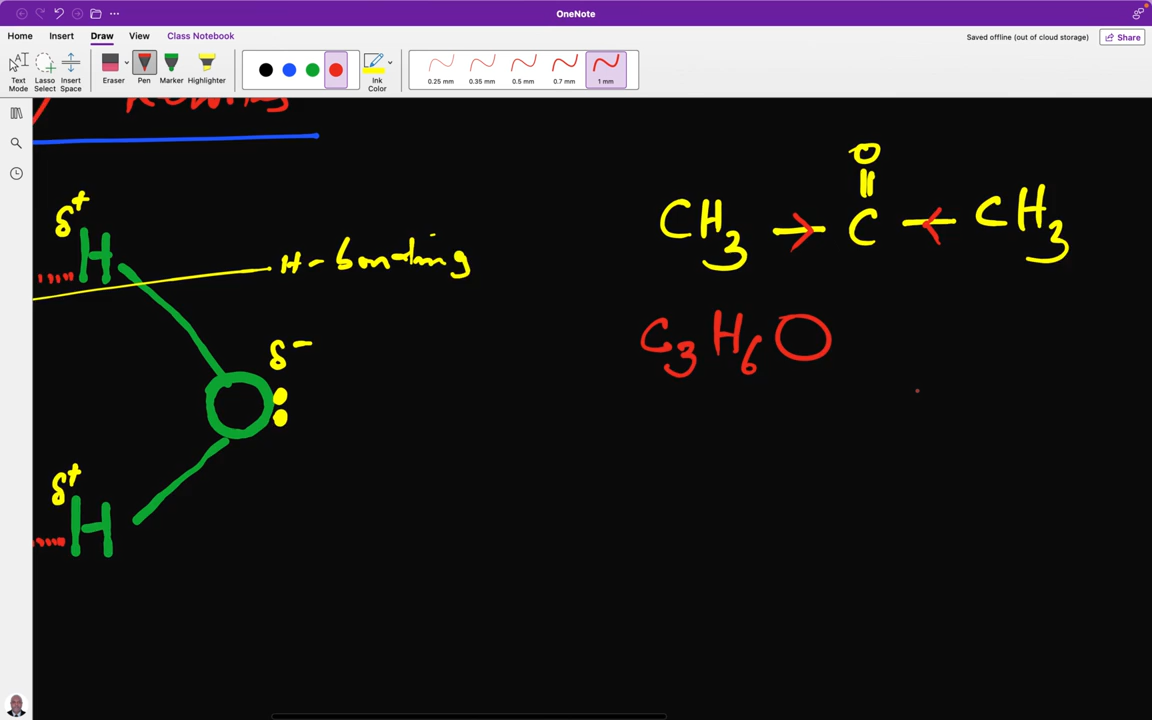 OneNote
Home Insert Draw View Class Notebook
Saved offline (out of cloud storage) Share
Text Mode Lasso Select Insert Space Eraser Pen Marker Highlighter Ink Color 0.25 mm 0.35 mm 0.5 mm 0.7 mm 1 mm
O
CH3 C CH3
δ+
H H-bonding
C3H6O
δ-
O
δ+
H